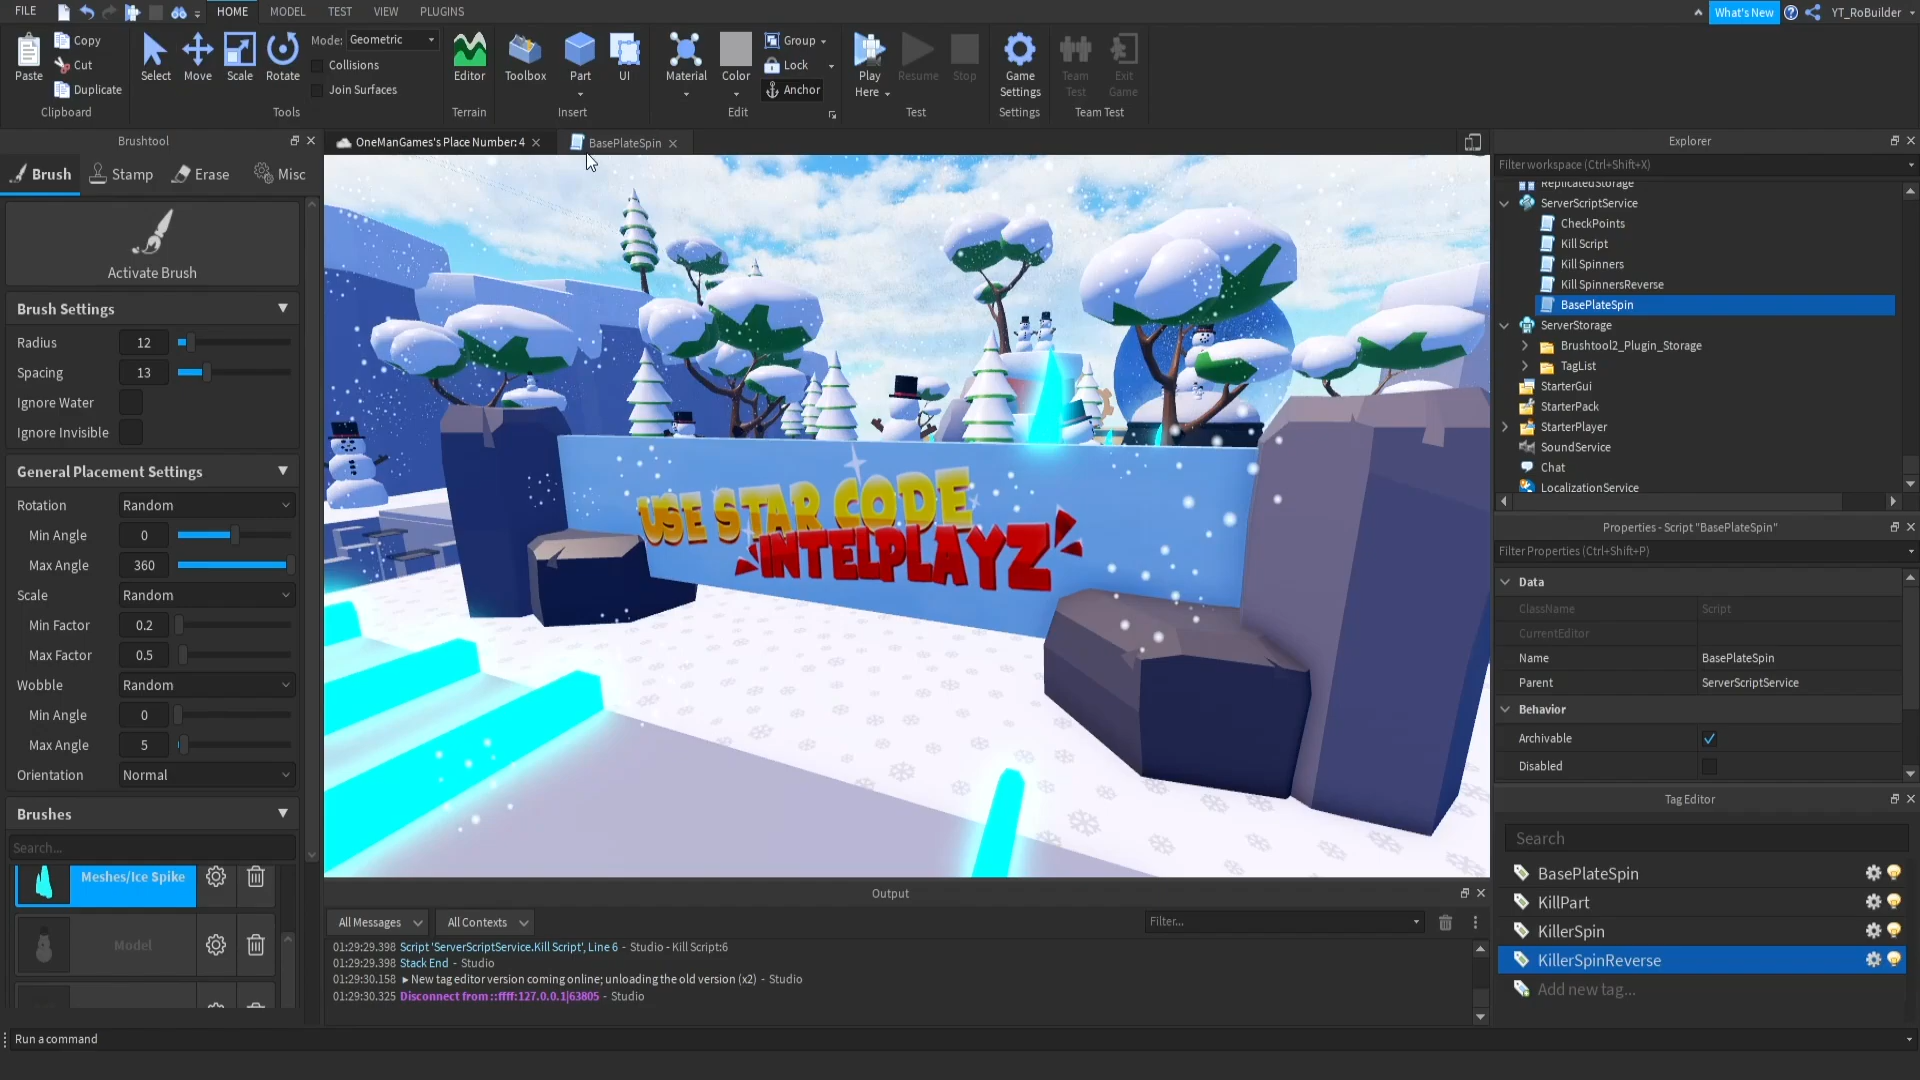 FILE
HOME
MODEL
TEST
VIEW
PLUGINS
What's New
YT_RoBuilder
Paste
Copy
Cut
Duplicate
Clipboard
Select
Move
Scale
Rotate
Mode: Geometric
Collisions
Join Surfaces
Tools
Editor
Terrain
Toolbox
Part
UI
Insert
Material
Color
Group
Lock
Anchor
Edit
Play Here
Resume
Stop
Test
Game Settings
Settings
Team Test
Exit Game
Team Test
Brushtool
Brush
Stamp
Erase
Misc
Activate Brush
Brush Settings
Radius 12
Spacing 13
Ignore Water
Ignore Invisible
General Placement Settings
Rotation Random
Min Angle 0
Max Angle 360
Scale Random
Min Factor 0.2
Max Factor 0.5
Wobble Random
Min Angle 0
Max Angle 5
Orientation Normal
Brushes
Search...
Meshes/Ice Spike
Model
OneManGames's Place Number: 4
BasePlateSpin
USE STAR CODE
INTELPLAYZ
Output
All Messages
All Contexts
Filter...
01:29:29.398 Script 'ServerScriptService.Kill Script', Line 6 - Studio - Kill Script:6
01:29:29.398 Stack End - Studio
01:29:30.158 ▸ New tag editor version coming online; unloading the old version (x2) - Studio
01:29:30.325 Disconnect from ::ffff:127.0.0.1|63805 - Studio
Run a command
Explorer
Filter workspace (Ctrl+Shift+X)
ReplicatedStorage
ServerScriptService
CheckPoints
Kill Script
Kill Spinners
Kill SpinnersReverse
BasePlateSpin
ServerStorage
Brushtool2_Plugin_Storage
TagList
StarterGui
StarterPack
StarterPlayer
SoundService
Chat
LocalizationService
Properties - Script "BasePlateSpin"
Filter Properties (Ctrl+Shift+P)
Data
ClassName Script
CurrentEditor
Name BasePlateSpin
Parent ServerScriptService
Behavior
Archivable
Disabled
Tag Editor
Search
BasePlateSpin
KillPart
KillerSpin
KillerSpinReverse
Add new tag...